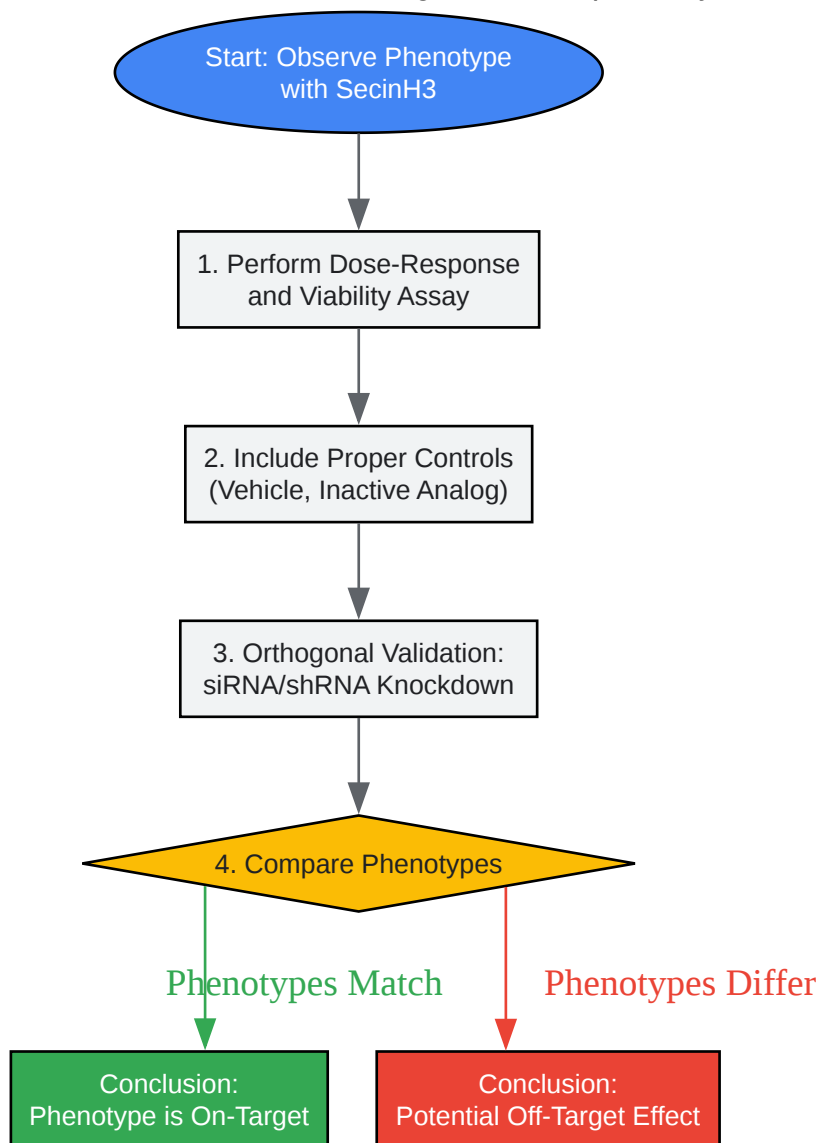 Start: Observe Phenotype
with SecinH3
1. Perform Dose-Response
and Viability Assay
2. Include Proper Controls
(Vehicle, Inactive Analog)
3. Orthogonal Validation:
siRNA/shRNA Knockdown
4. Compare Phenotypes
Phenotypes Match
Phenotypes Differ
Conclusion:
Phenotype is On-Target
Conclusion:
Potential Off-Target Effect